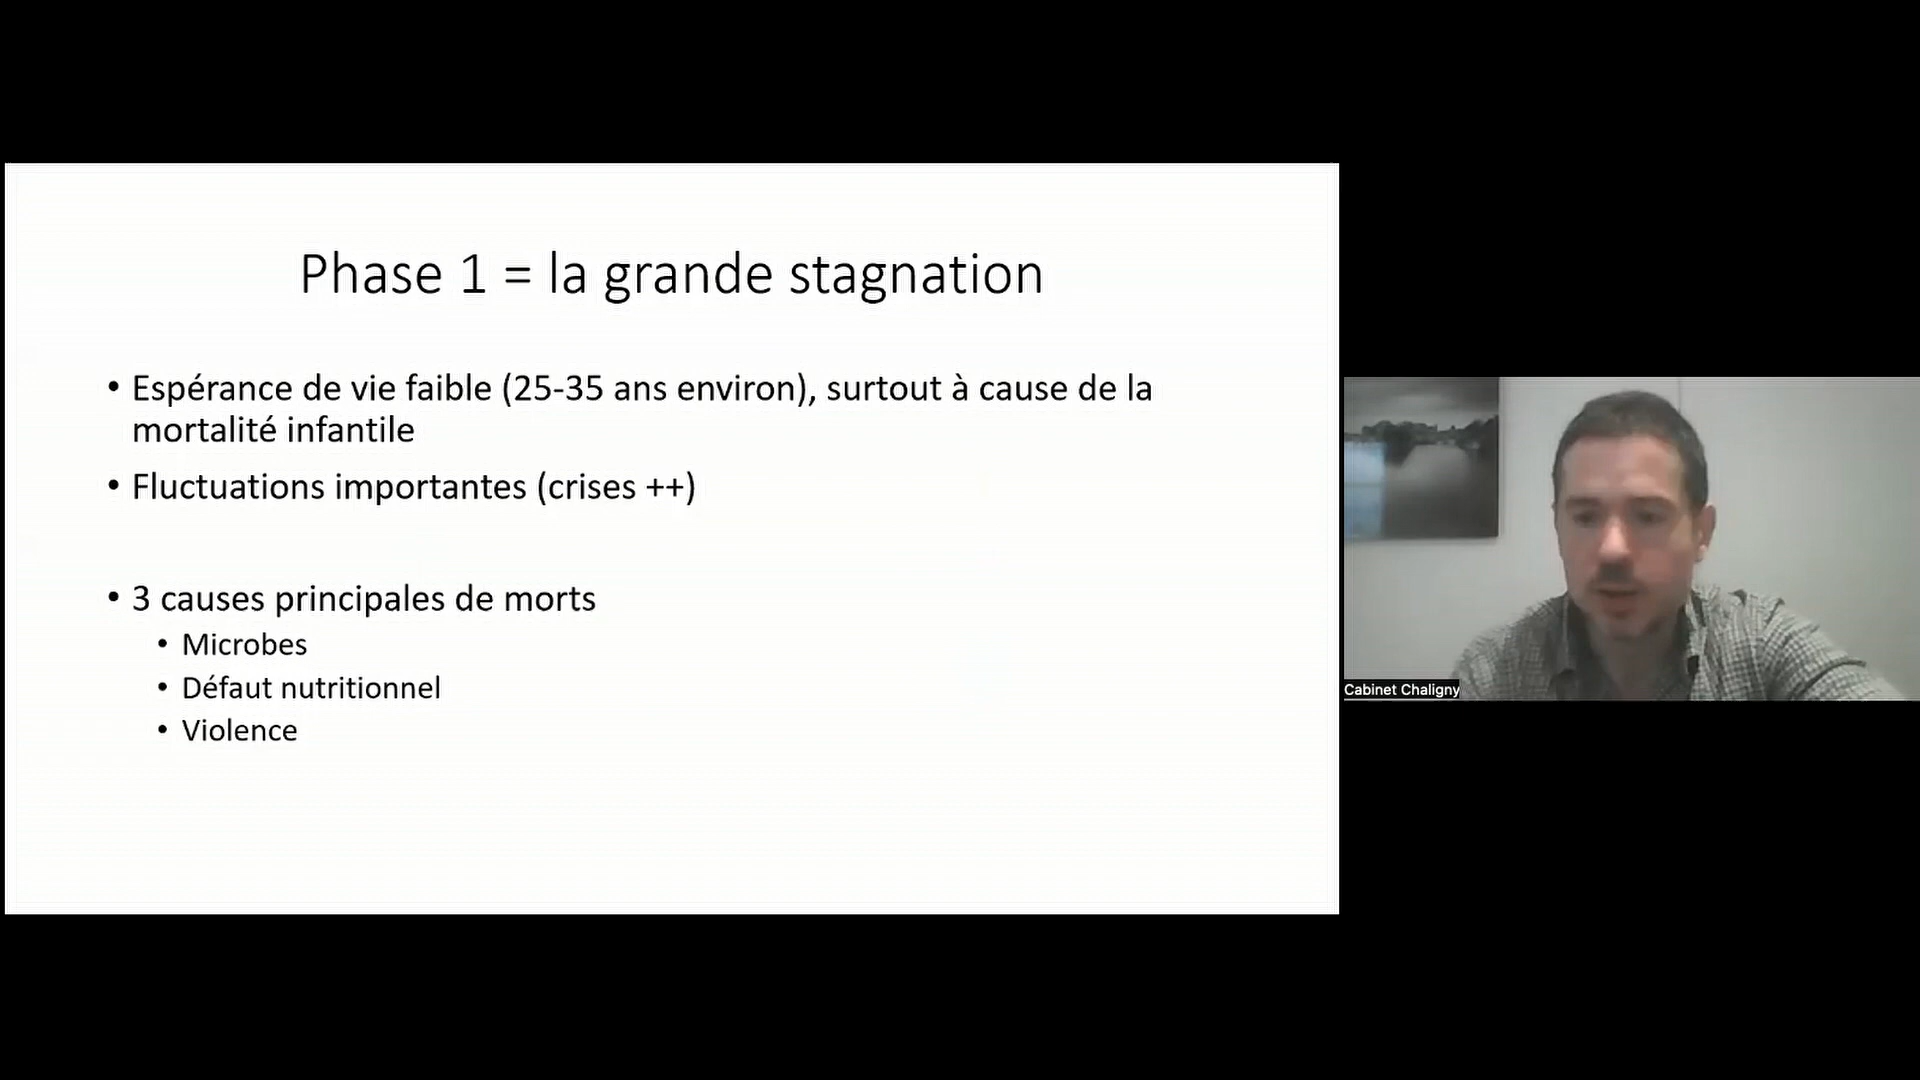 Phase 1 = la grande stagnation
• Espérance de vie faible (25-35 ans environ), surtout à cause de la
mortalité infantile
• Fluctuations importantes (crises ++)
• 3 causes principales de morts
• Microbes
• Défaut nutritionnel
• Violence
Cabinet Chaligny